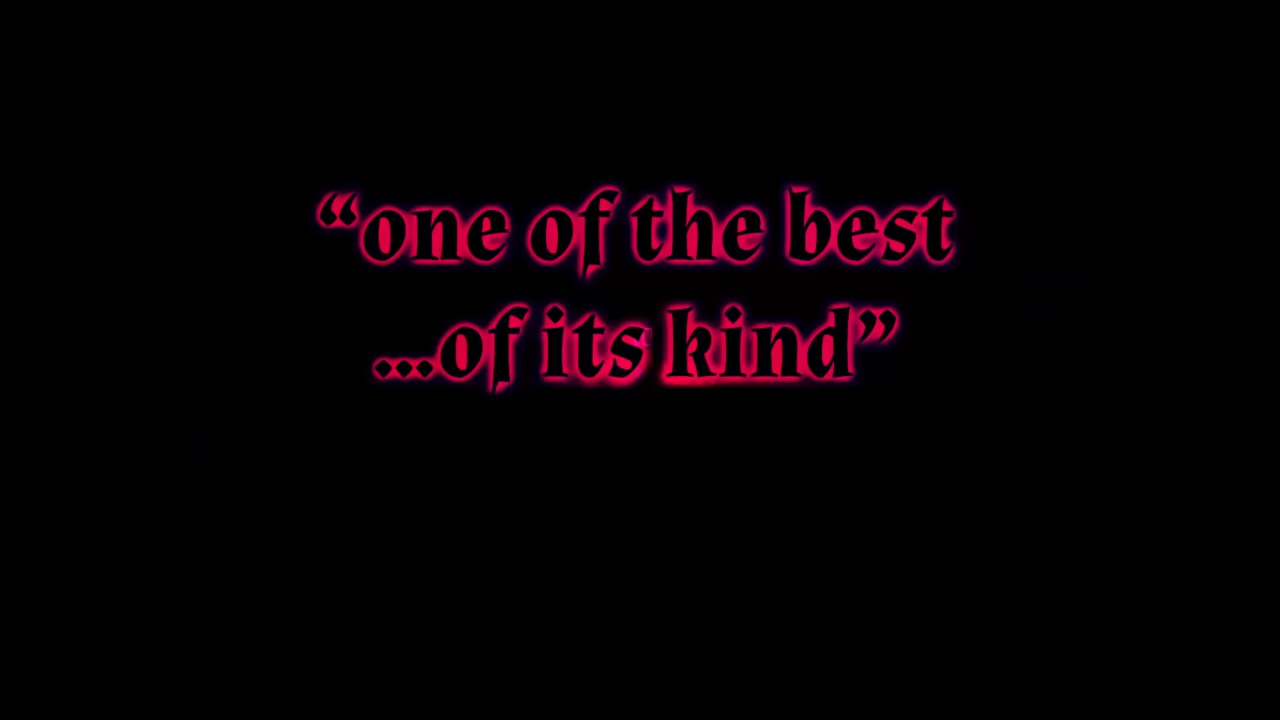 “one of the best
...of its kind”